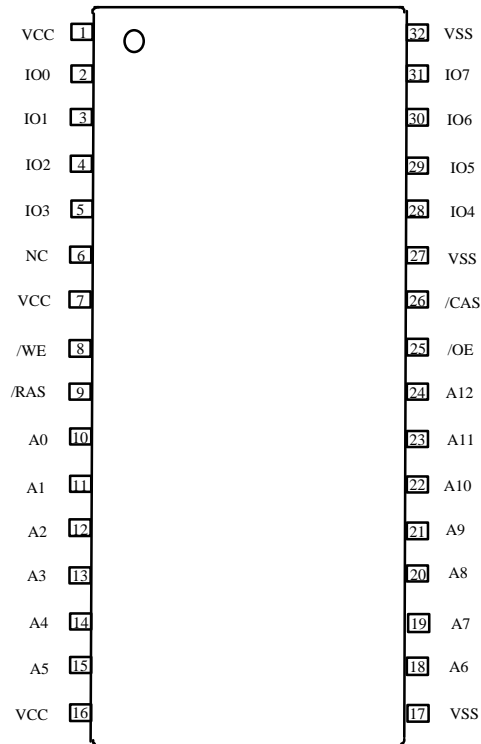 VCC 1 32 VSS
IO0 2 31 IO7
IO1 3 30 IO6
IO2 4 29 IO5
IO3 5 28 IO4
NC 6 27 VSS
VCC 7 26 /CAS
/WE 8 25 /OE
/RAS 9 24 A12
A0 10 23 A11
A1 11 22 A10
A2 12 21 A9
A3 13 20 A8
A4 14 19 A7
A5 15 18 A6
VCC 16 17 VSS